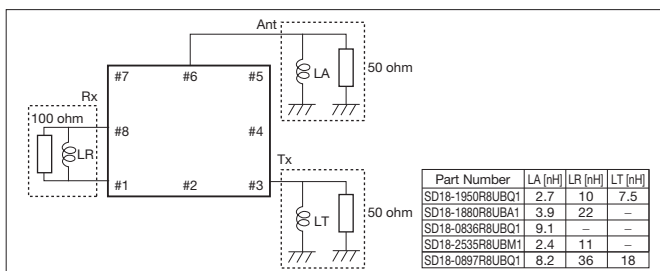 Ant
#7 #6 #5
LA
50 ohm
Rx
100 ohm
#8
#4
LR
Tx
#1 #2 #3
LT
50 ohm
Part Number LA [nH] LR [nH] LT [nH]
SD18-1950R8UBQ1 2.7 10 7.5
SD18-1880R8UBA1 3.9 22 –
SD18-0836R8UBQ1 9.1 – –
SD18-2535R8UBM1 2.4 11 –
SD18-0897R8UBQ1 8.2 36 18